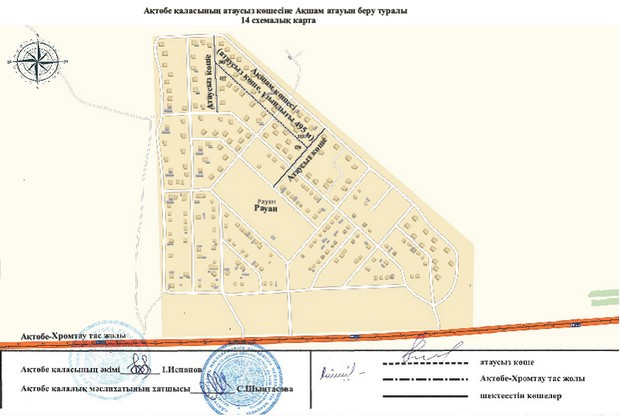 Ақтөбе қаласының атаусыз көшесіне Ақшам атауын беру туралы
14 схемалық карта
Атаусыз көше
Ақшам көшесі
(атаусыз көше, ұзындығы 495 м)
Атаусыз көше
Рауан
Рауан
Ақтөбе-Хромтау тас жолы
Ақтөбе қаласының әкімі І.Испанов
Ақтөбе қалалық мәслихатының хатшысы С.Шынтасова
атаусыз көше
Ақтөбе-Хромтау тас жолы
шектестін көшелер